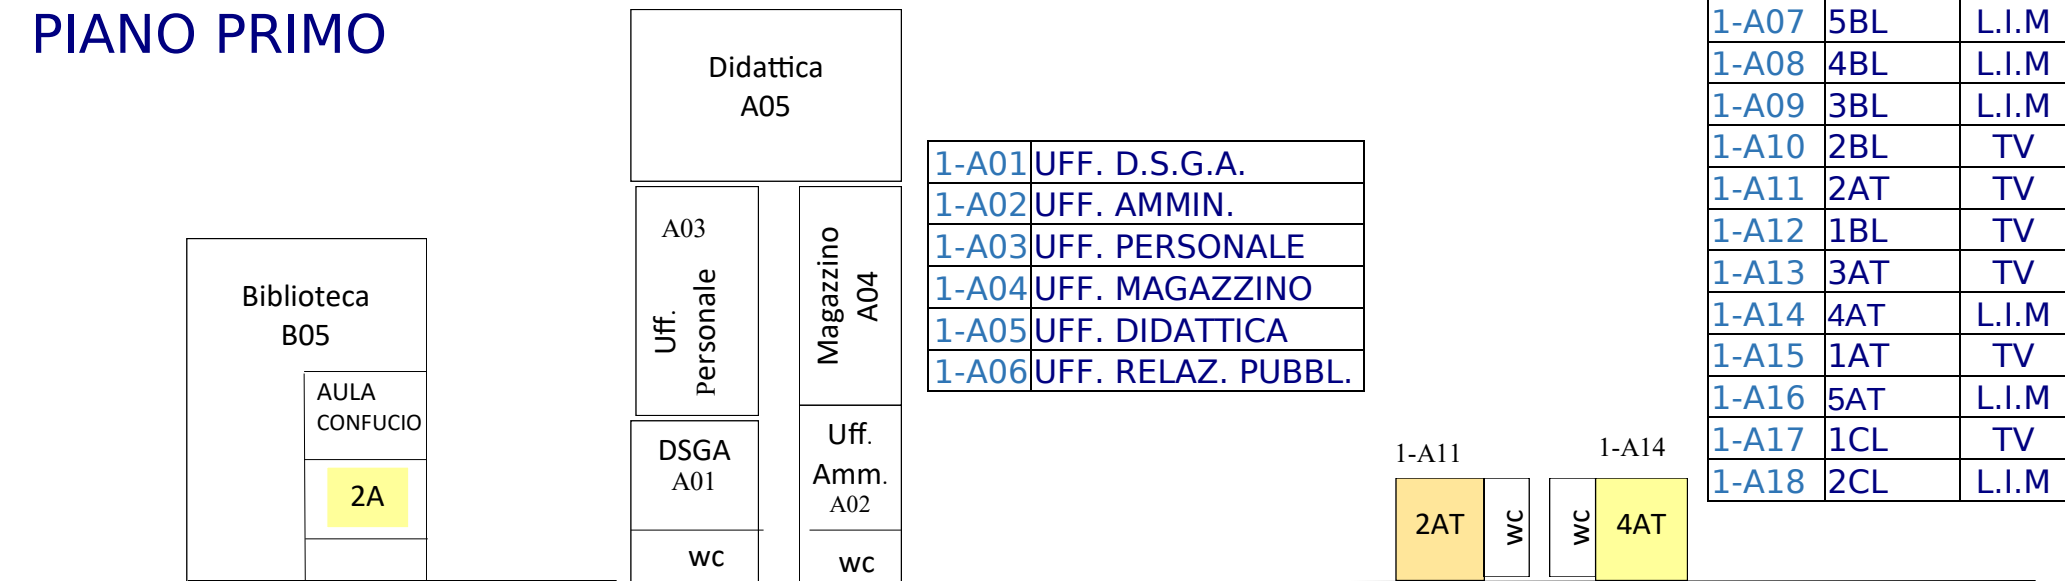 PIANO PRIMO
Didattica
A05
A03
Uff.
Personale
Magazzino
A04
Biblioteca
B05
AULA
CONFUCIO
2A
DSGA
A01
Uff.
Amm.
A02
wc
wc
1-A01 UFF. D.S.G.A.
1-A02 UFF. AMMIN.
1-A03 UFF. PERSONALE
1-A04 UFF. MAGAZZINO
1-A05 UFF. DIDATTICA
1-A06 UFF. RELAZ. PUBBL.
1-A11
1-A14
2AT
wc
wc
4AT
1-A07 5BL L.I.M
1-A08 4BL L.I.M
1-A09 3BL L.I.M
1-A10 2BL TV
1-A11 2AT TV
1-A12 1BL TV
1-A13 3AT TV
1-A14 4AT L.I.M
1-A15 1AT TV
1-A16 5AT L.I.M
1-A17 1CL TV
1-A18 2CL L.I.M